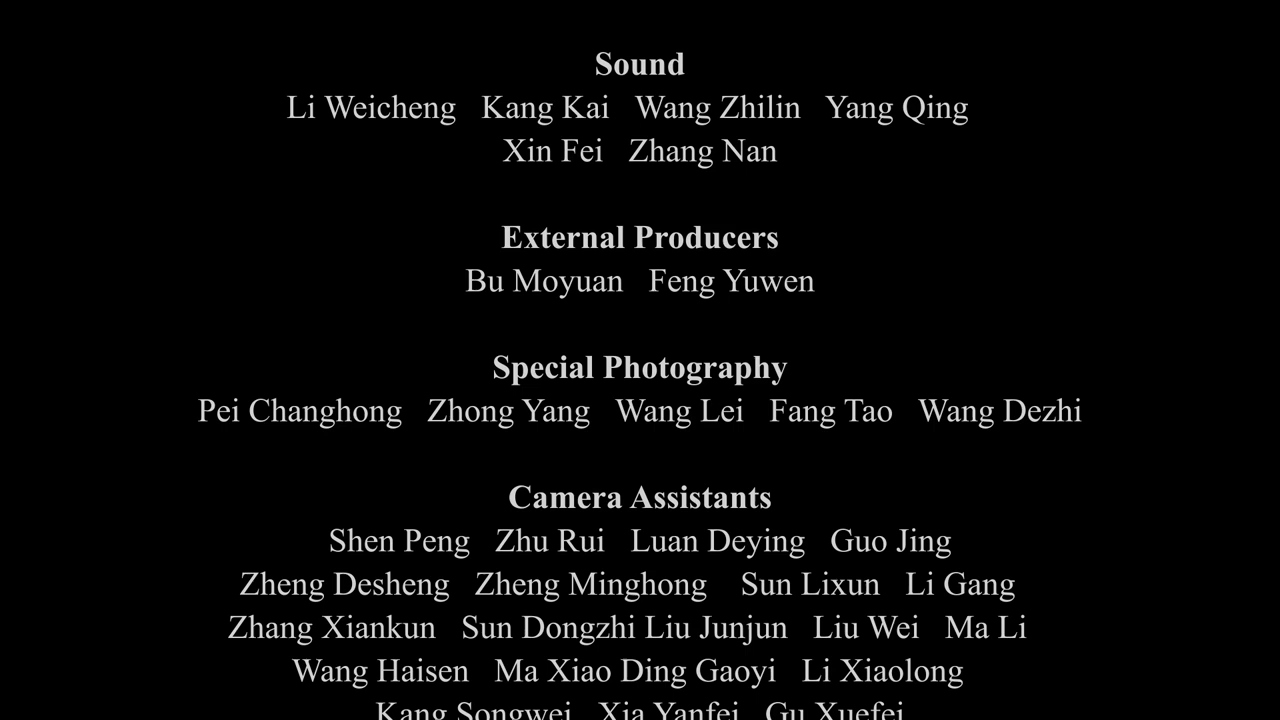 Sound
Li Weicheng Kang Kai Wang Zhilin Yang Qing
Xin Fei Zhang Nan
External Producers
Bu Moyuan Feng Yuwen
Special Photography
Pei Changhong Zhong Yang Wang Lei Fang Tao Wang Dezhi
Camera Assistants
Shen Peng Zhu Rui Luan Deying Guo Jing
Zheng Desheng Zheng Minghong Sun Lixun Li Gang
Zhang Xiankun Sun Dongzhi Liu Junjun Liu Wei Ma Li
Wang Haisen Ma Xiao Ding Gaoyi Li Xiaolong
Kang Songwei Xia Yanfei Gu Xuefei